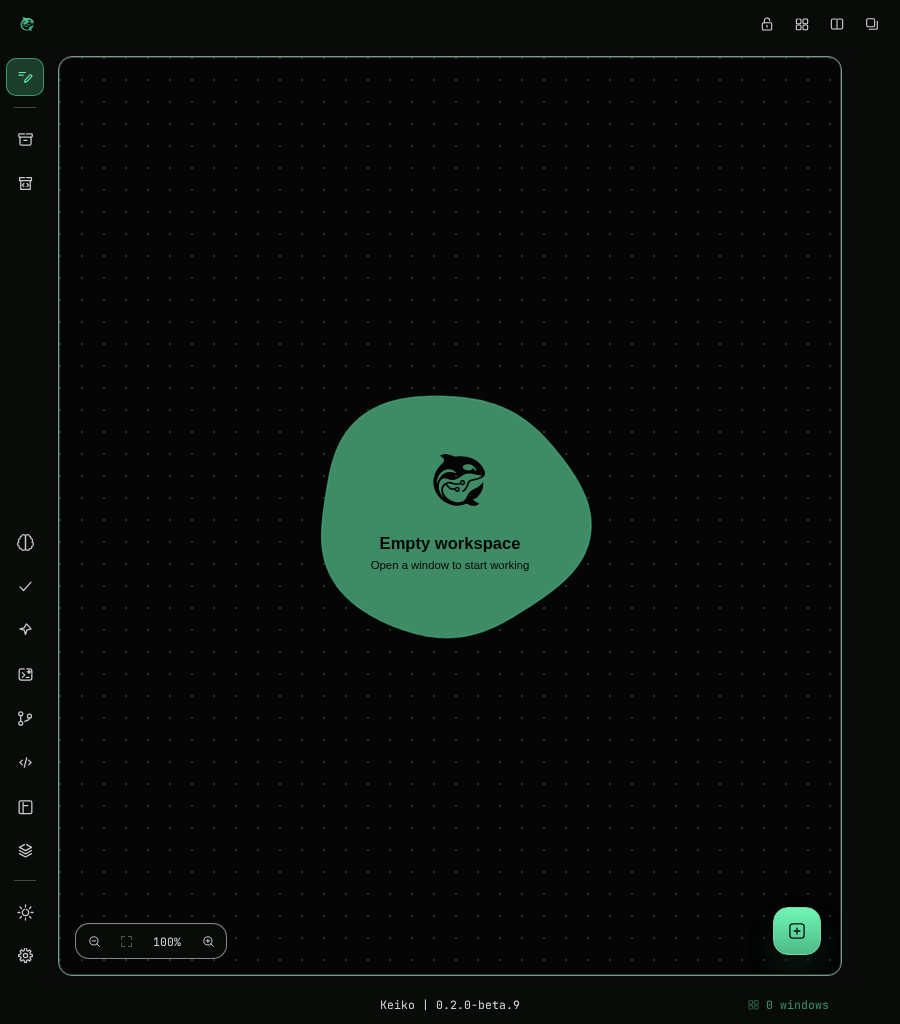 Empty workspace
Open a window to start working
100%
Keiko | 0.2.0-beta.9
0 windows